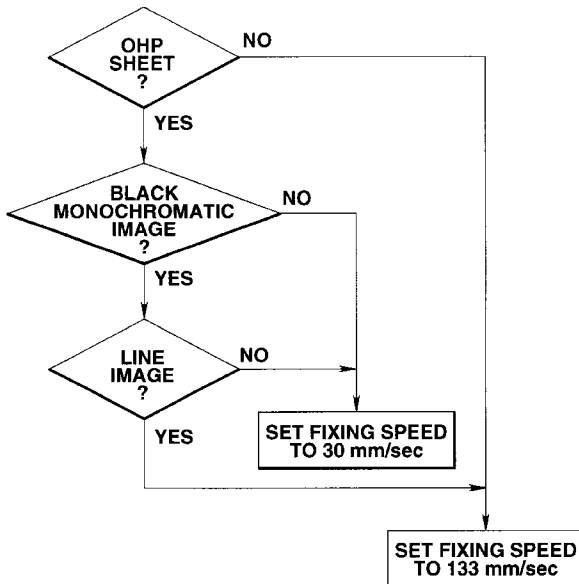 OHP
SHEET
?
NO
YES
BLACK
MONOCHROMATIC
IMAGE
?
NO
YES
LINE
IMAGE
?
NO
YES
SET FIXING SPEED
TO 30 mm/sec
SET FIXING SPEED
TO 133 mm/sec